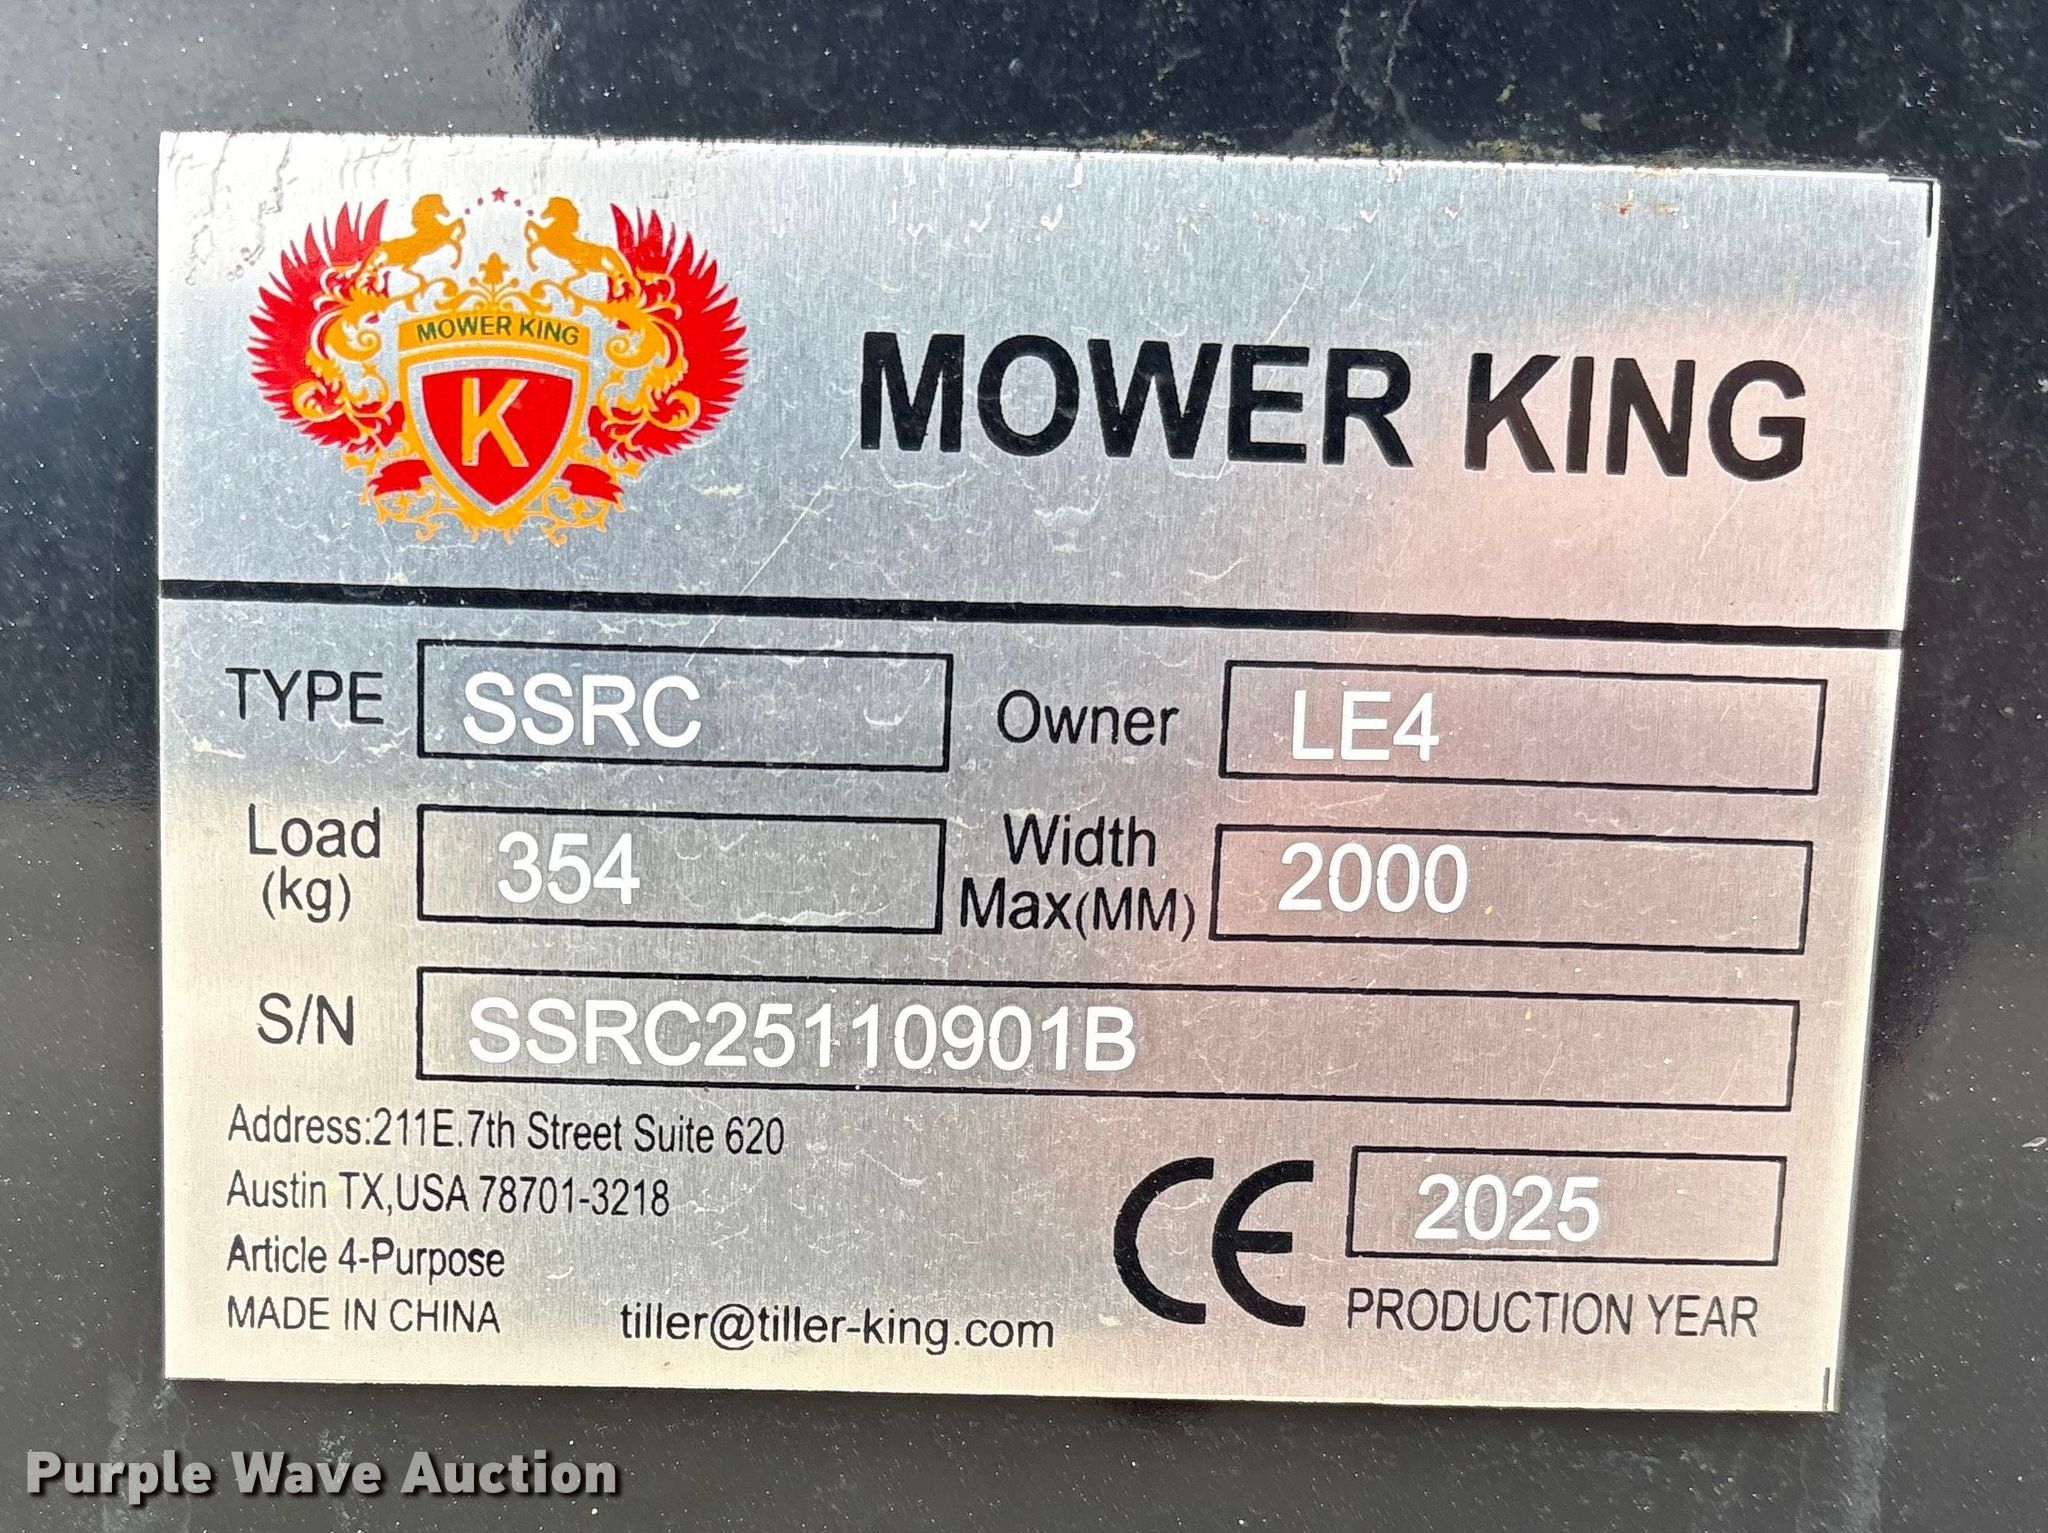 MOWER KING
K
MOWER KING
TYPE SSRC Owner LE4
Load (kg) 354 Width Max(MM) 2000
S/N SSRC25110901B
Address:211E.7th Street Suite 620
Austin TX,USA 78701-3218
Article 4-Purpose
MADE IN CHINA tiller@tiller-king.com
CE 2025
PRODUCTION YEAR
Purple Wave Auction